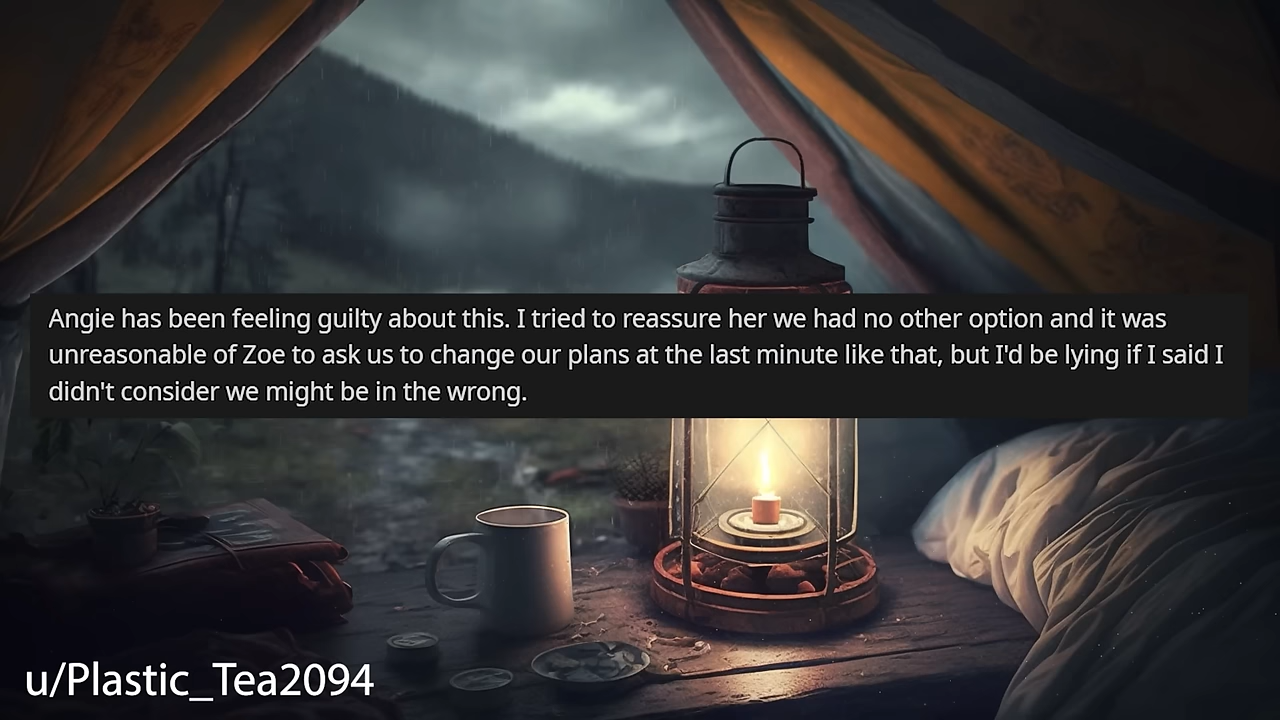 Angie has been feeling guilty about this. I tried to reassure her we had no other option and it was
unreasonable of Zoe to ask us to change our plans at the last minute like that, but I'd be lying if I said I
didn't consider we might be in the wrong.
u/Plastic_Tea2094